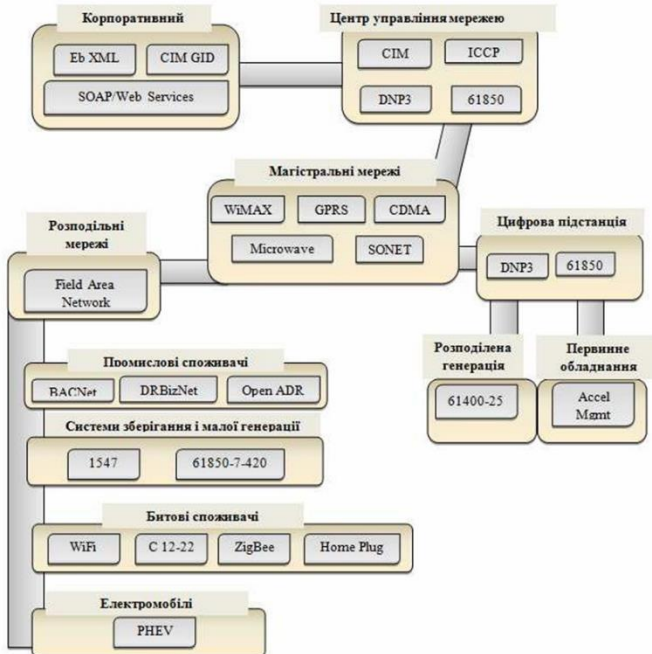 Корпоративний
Eb XML
CIM GID
SOAP/Web Services
Центр управління мережею
CIM
ICCP
DNP3
61850
Магістральні мережі
WiMAX
GPRS
CDMA
Microwave
SONET
Розподільні
мережі
Field Area
Network
Цифрова підстанція
DNP3
61850
Розподілена
генерація
61400-25
Первинне
обладнання
Accel
Mgmt
Промислові споживачі
BACNet
DRBizNet
Open ADR
Системи зберігання і малої генерації
1547
61850-7-420
Битові споживачі
WiFi
C 12-22
ZigBee
Home Plug
Електромобілі
PHEV